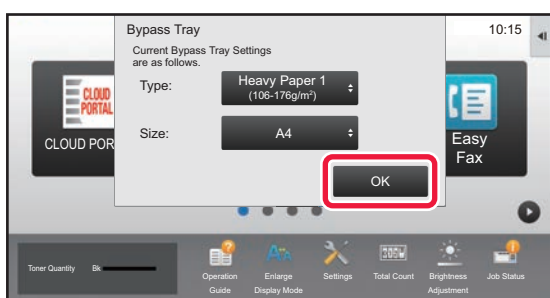 Bypass Tray
10:15
Current Bypass Tray Settings
are as follows.
Type:
Heavy Paper 1
(106-176g/m²)
Size:
A4
OK
CLOUD
PORTAL
CLOUD POR
Easy
Fax
Toner Quantity
Bk
Operation
Guide
Enlarge
Display Mode
Settings
Total Count
Brightness
Adjustment
Job Status